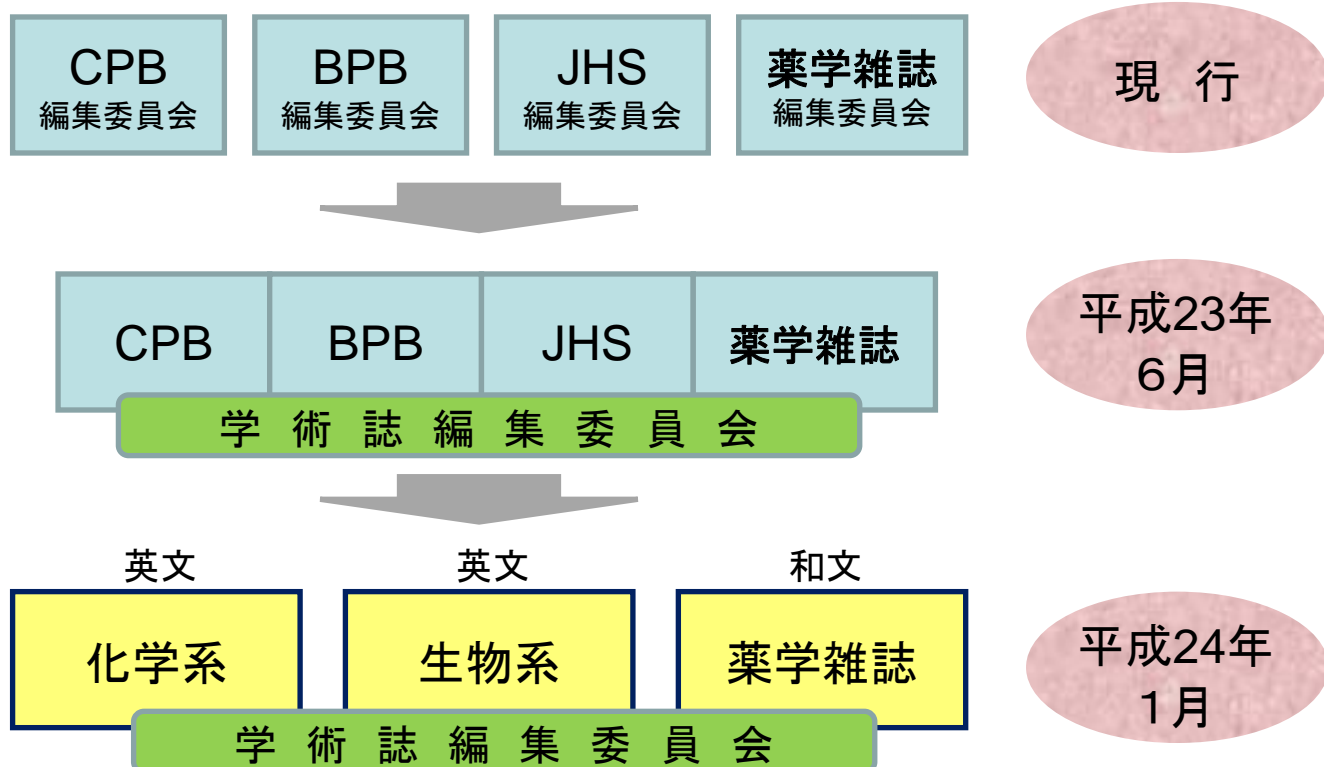 CPB
編集委員会
BPB
編集委員会
JHS
編集委員会
薬学雑誌
編集委員会
現 行
CPB
BPB
JHS
薬学雑誌
学 術 誌 編 集 委 員 会
平成23年
６月
英文
英文
和文
化学系
生物系
薬学雑誌
学 術 誌 編 集 委 員 会
平成24年
１月